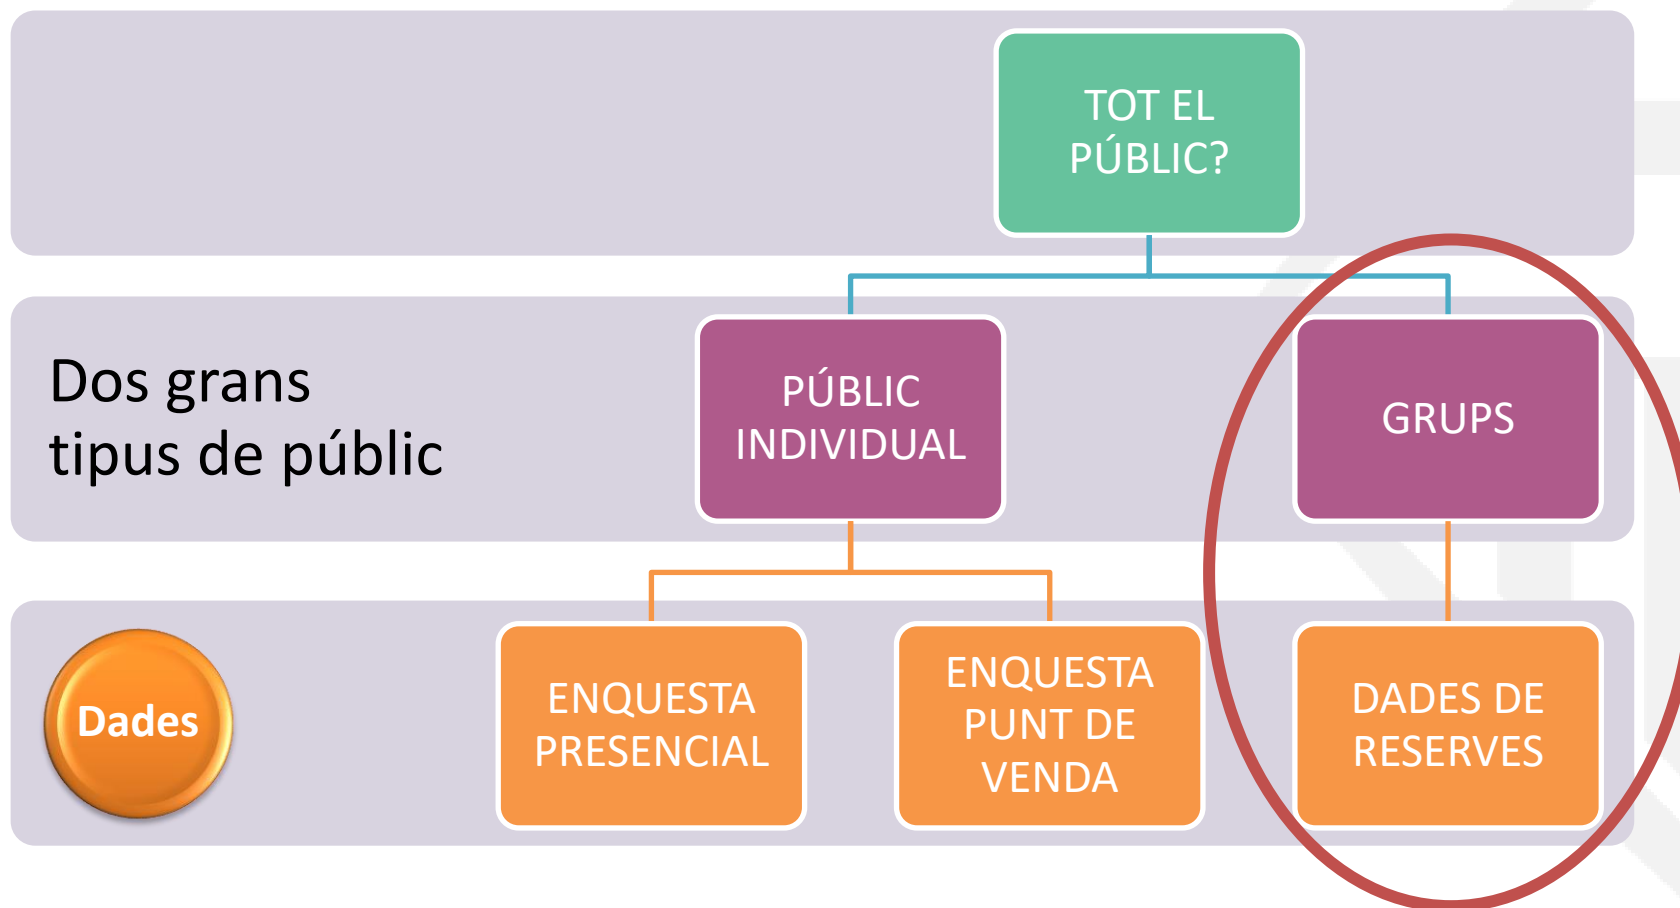 TOT EL
PÚBLIC?
Dos grans
tipus de públic
PÚBLIC
INDIVIDUAL
GRUPS
Dades
ENQUESTA
PRESENCIAL
ENQUESTA
PUNT DE
VENDA
DADES DE
RESERVES